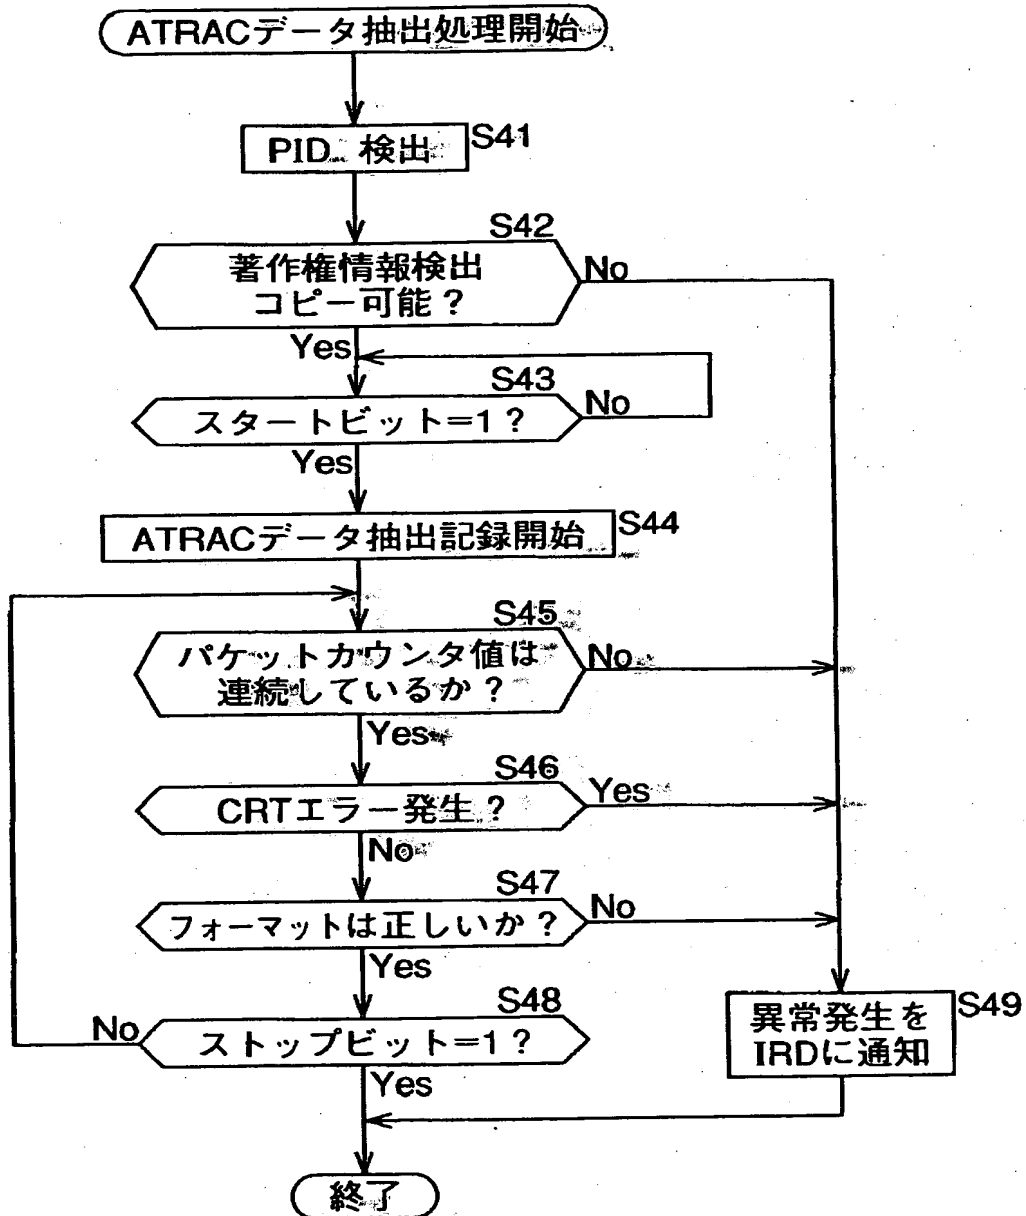 ATRACデータ抽出処理開始
PID 検出
S41
S42
著作権情報検出
コピー可能？
No
Yes
S43
スタートビット=1？
No
Yes
ATRACデータ抽出記録開始
S44
S45
パケットカウンタ値は
連続しているか？
No
Yes
S46
CRTエラー発生？
Yes
No
S47
フォーマットは正しいか？
No
Yes
S48
ストップビット=1？
No
Yes
異常発生を
IRDに通知
S49
終了